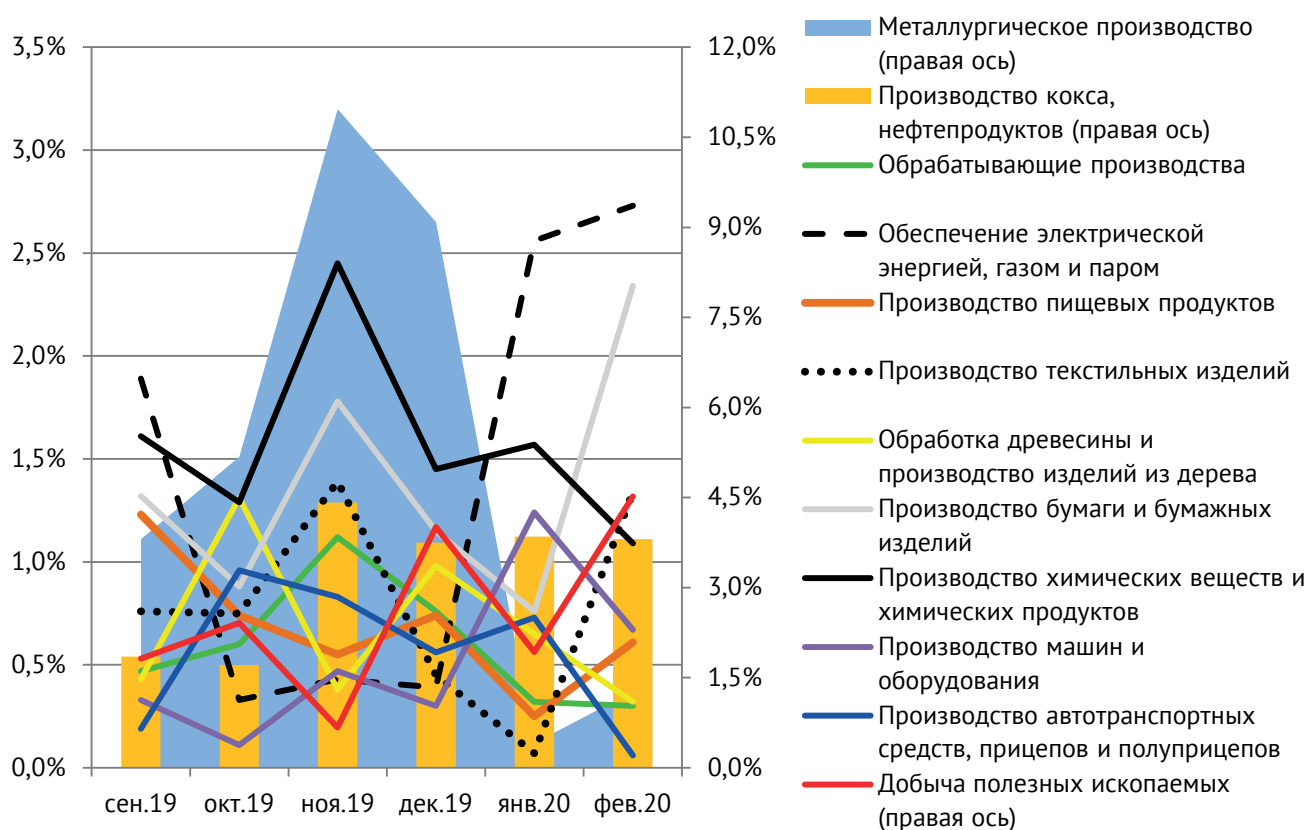 3,5%
3,0%
2,5%
2,0%
1,5%
1,0%
0,5%
0,0%
12,0%
10,5%
9,0%
7,5%
6,0%
4,5%
3,0%
1,5%
0,0%
сен.19 окт.19 ноя.19 дек.19 янв.20 фев.20
Металлургическое производство
(правая ось)
Производство кокса,
нефтепродуктов (правая ось)
Обрабатывающие производства
Обеспечение электрической
энергией, газом и паром
Производство пищевых продуктов
Производство текстильных изделий
Обработка древесины и
производство изделий из дерева
Производство бумаги и бумажных
изделий
Производство химических веществ и
химических продуктов
Производство машин и
оборудования
Производство автотранспортных
средств, прицепов и полуприцепов
Добыча полезных ископаемых
(правая ось)